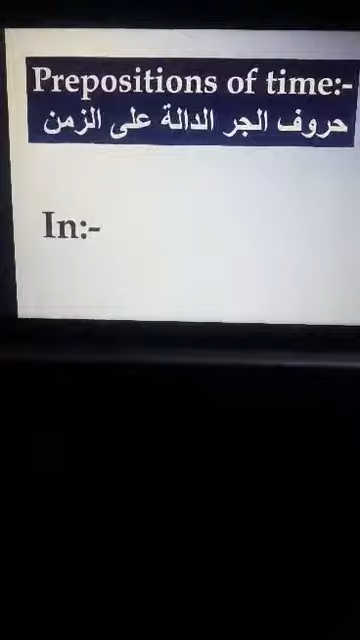 Prepositions of time:-
حروف الجر الدالة على الزمن
In:-